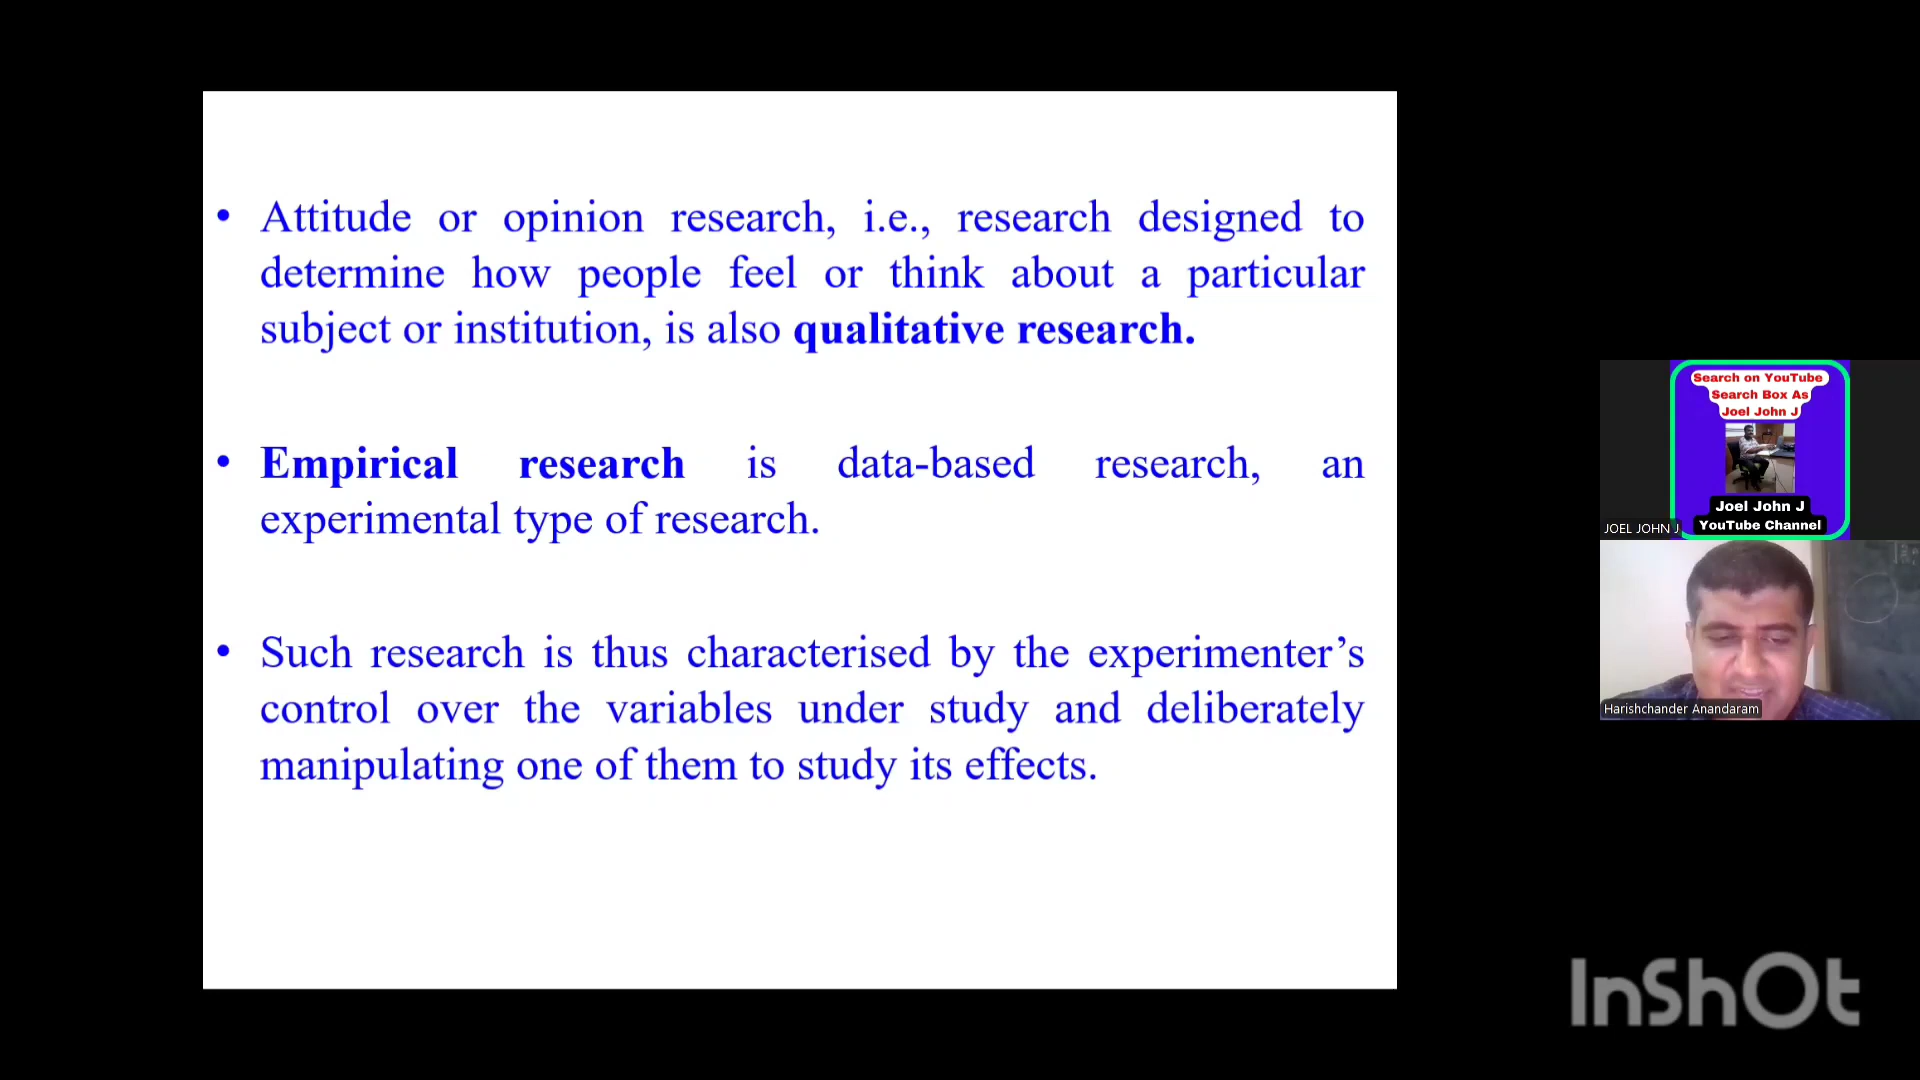 • Attitude or opinion research, i.e., research designed to
determine how people feel or think about a particular
subject or institution, is also qualitative research.
• Empirical research is data-based research, an
experimental type of research.
• Such research is thus characterised by the experimenter’s
control over the variables under study and deliberately
manipulating one of them to study its effects.
Search on YouTube
Search Box As
Joel John J
Joel John J
YouTube Channel
JOEL JOHN J
Harishchander Anandaram
InShOt